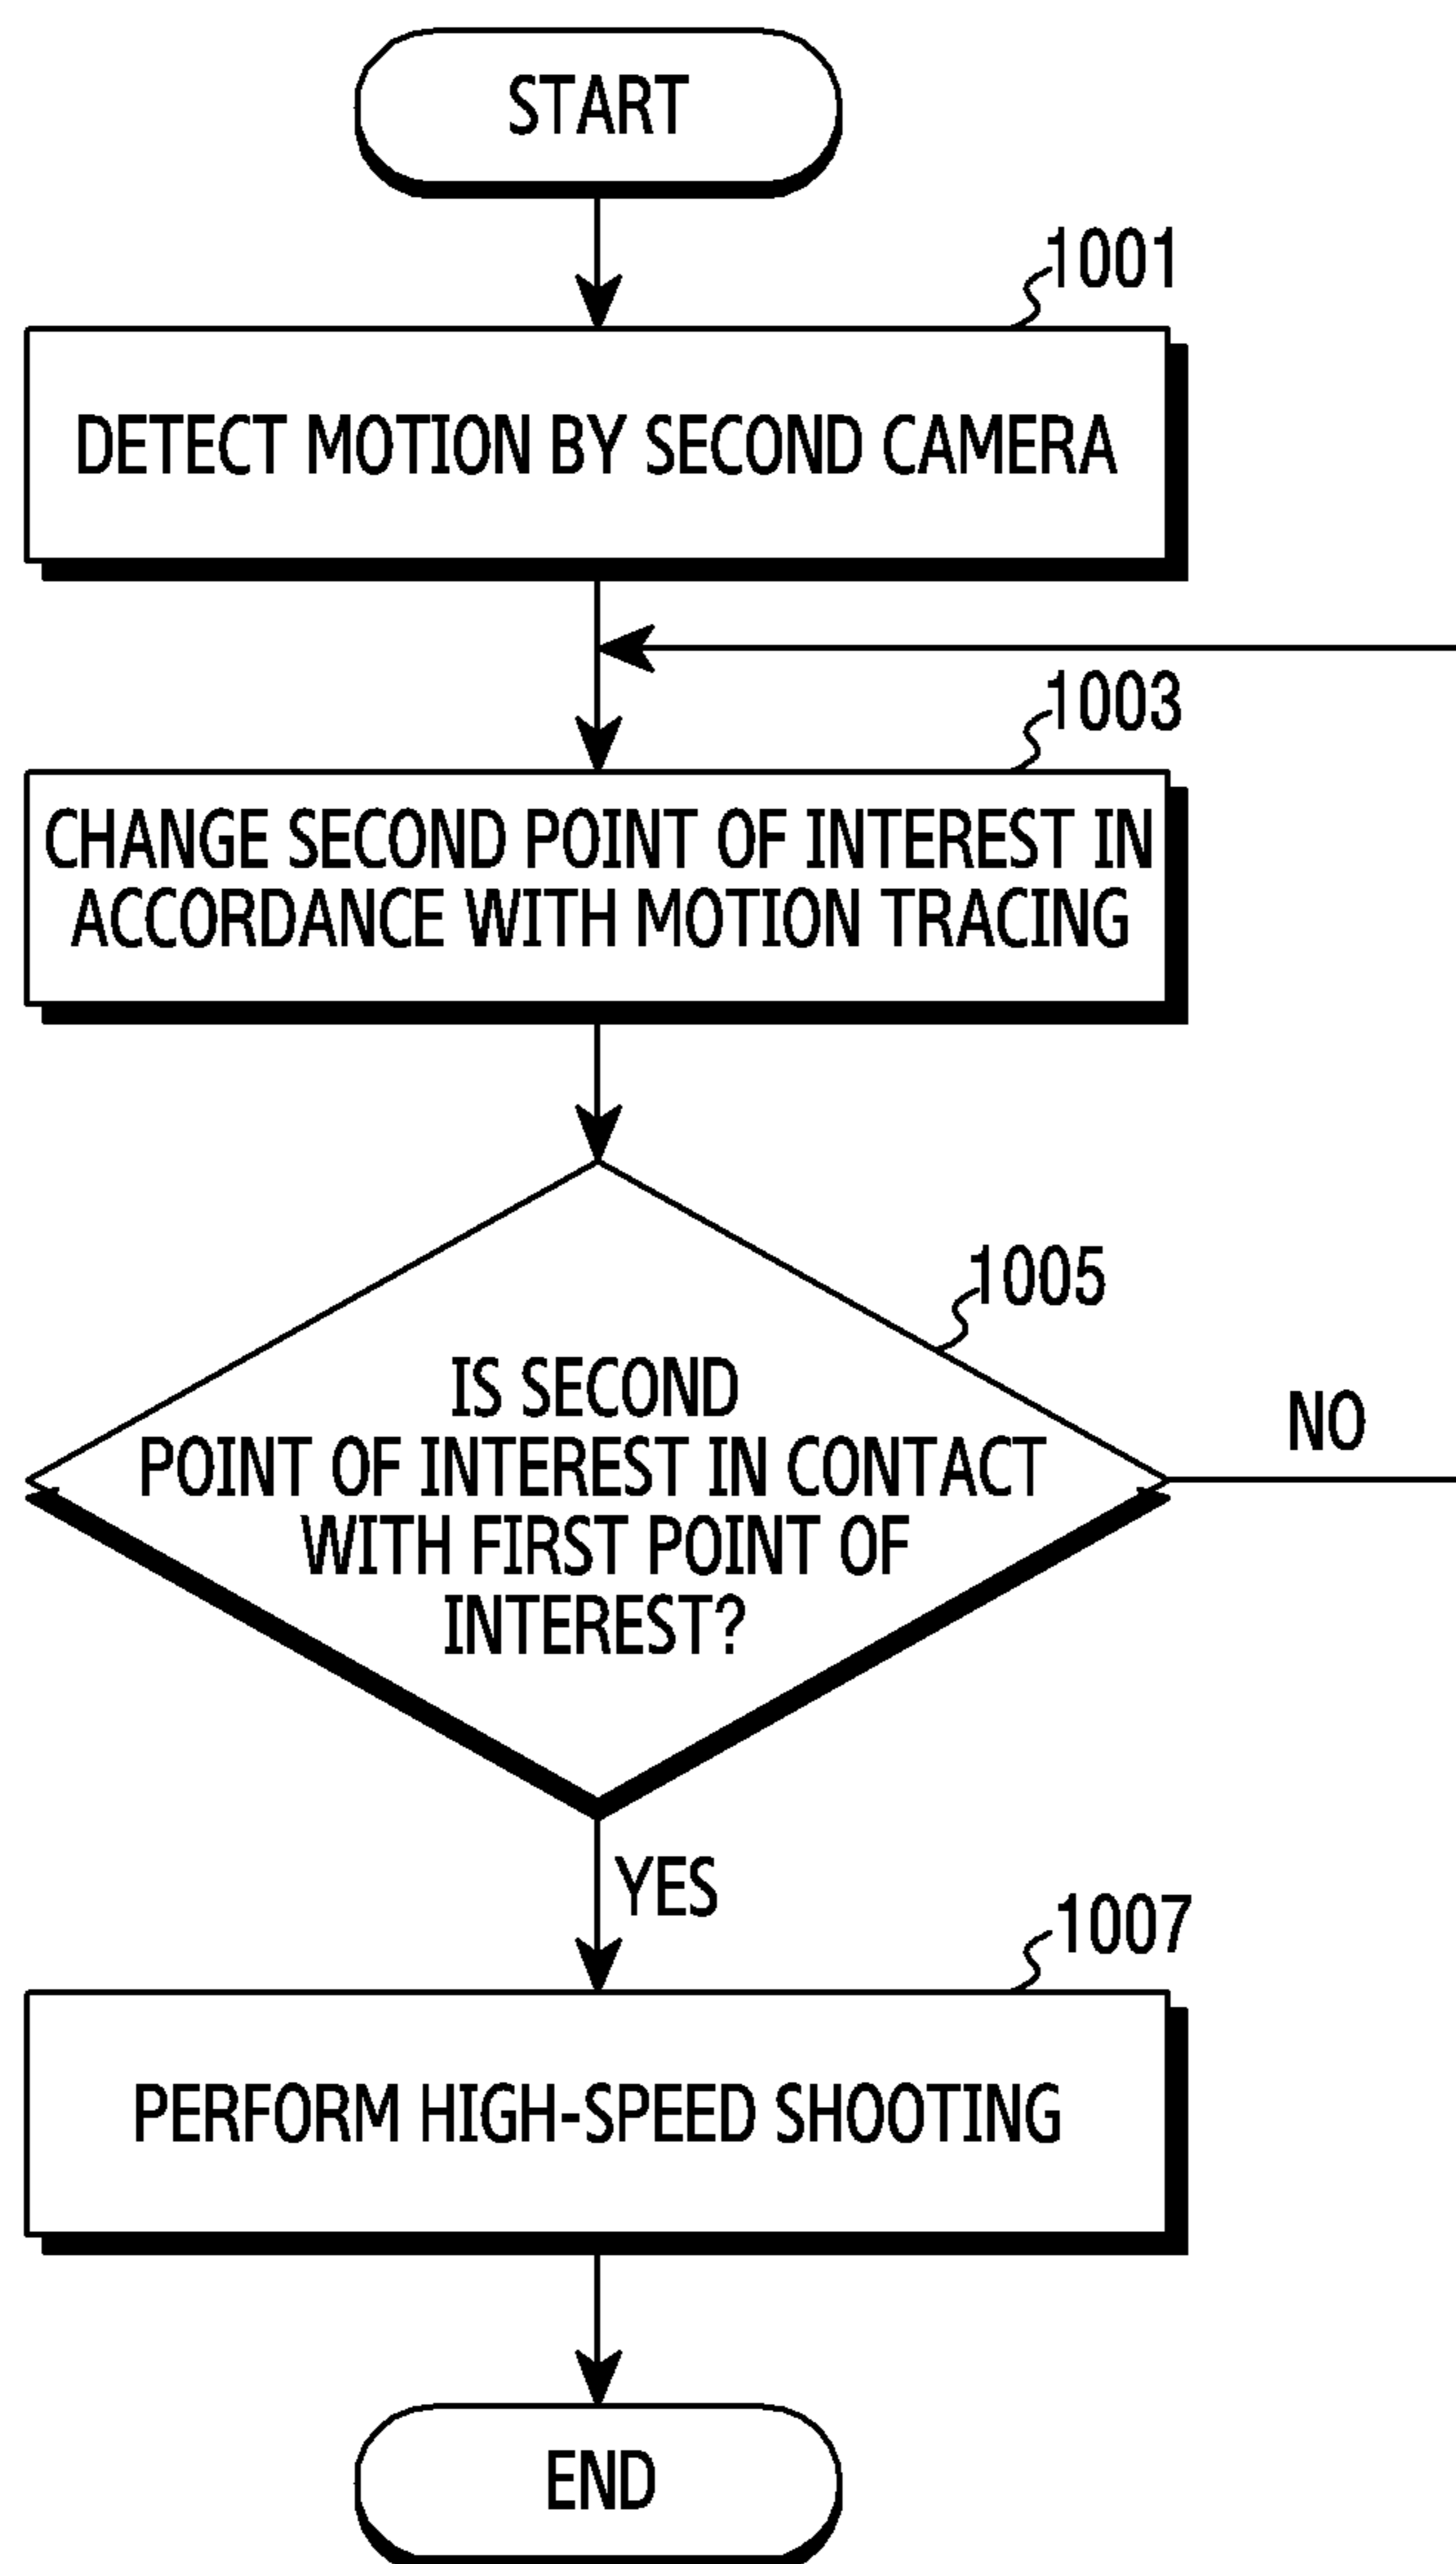 START
1001
DETECT MOTION BY SECOND CAMERA
1003
CHANGE SECOND POINT OF INTEREST IN
ACCORDANCE WITH MOTION TRACING
1005
IS SECOND
POINT OF INTEREST IN CONTACT
WITH FIRST POINT OF
INTEREST?
NO
YES
1007
PERFORM HIGH-SPEED SHOOTING
END